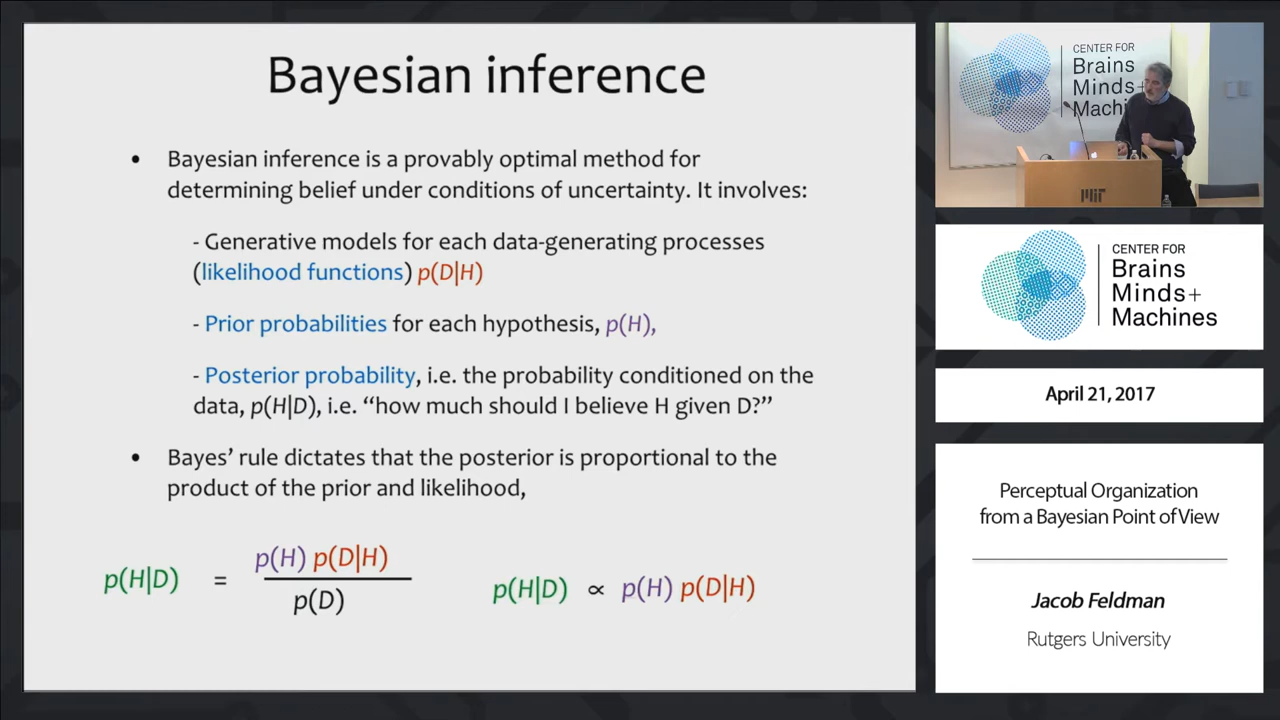 Bayesian inference
• Bayesian inference is a provably optimal method for
determining belief under conditions of uncertainty. It involves:
- Generative models for each data-generating processes
(likelihood functions) p(D|H)
- Prior probabilities for each hypothesis, p(H),
- Posterior probability, i.e. the probability conditioned on the
data, p(H|D), i.e. “how much should I believe H given D?”
• Bayes’ rule dictates that the posterior is proportional to the
product of the prior and likelihood,
p(H|D) = p(H) p(D|H)
p(D)
p(H|D) ∝ p(H) p(D|H)
CENTER FOR
Brains
Minds+
Machi
MIT
CENTER FOR
Brains
Minds+
Machines
April 21, 2017
Perceptual Organization
from a Bayesian Point of View
Jacob Feldman
Rutgers University